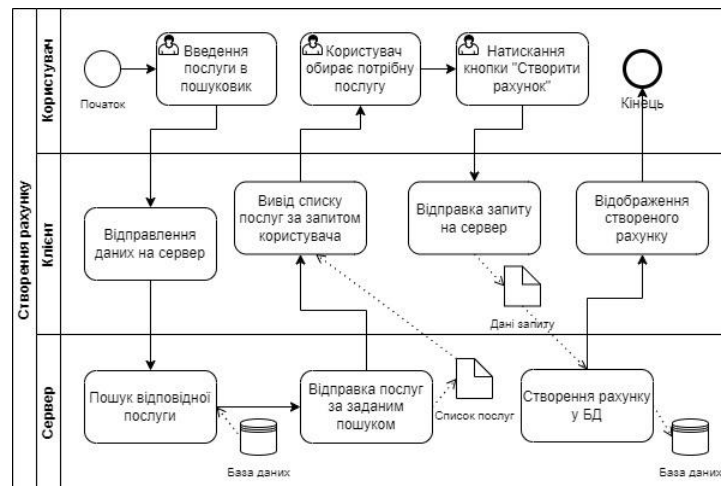 Створення рахунку
Користувач
Початок
Введення
послуги в
пошуковик
Користувач
обирає потрібну
послугу
Натискання
кнопки "Створити
рахунок"
Кінець
Клієнт
Відправлення
даних на сервер
Вивід списку
послуг за запитом
користувача
Відправка запиту
на сервер
Відображення
створеного
рахунку
Дані запиту
Сервер
Пошук відповідної
послуги
База даних
Відправка послуг
за заданим
пошуком
Список послуг
Створення рахунку
у БД
База даних